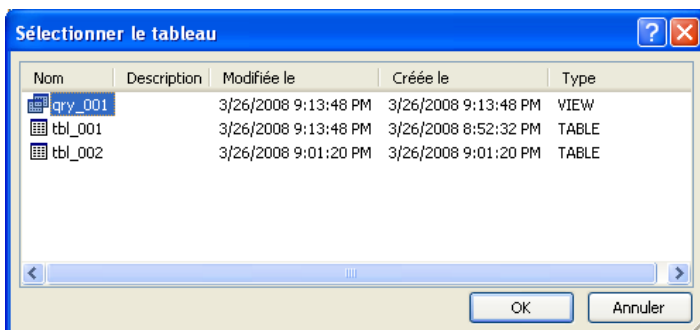 Sélectionner le tableau
Nom Description Modifiée le Créée le Type
qry_001 3/26/2008 9:13:48 PM 3/26/2008 9:13:48 PM VIEW
tbl_001 3/26/2008 9:13:48 PM 3/26/2008 8:52:32 PM TABLE
tbl_002 3/26/2008 9:01:20 PM 3/26/2008 9:01:20 PM TABLE
OK Annuler